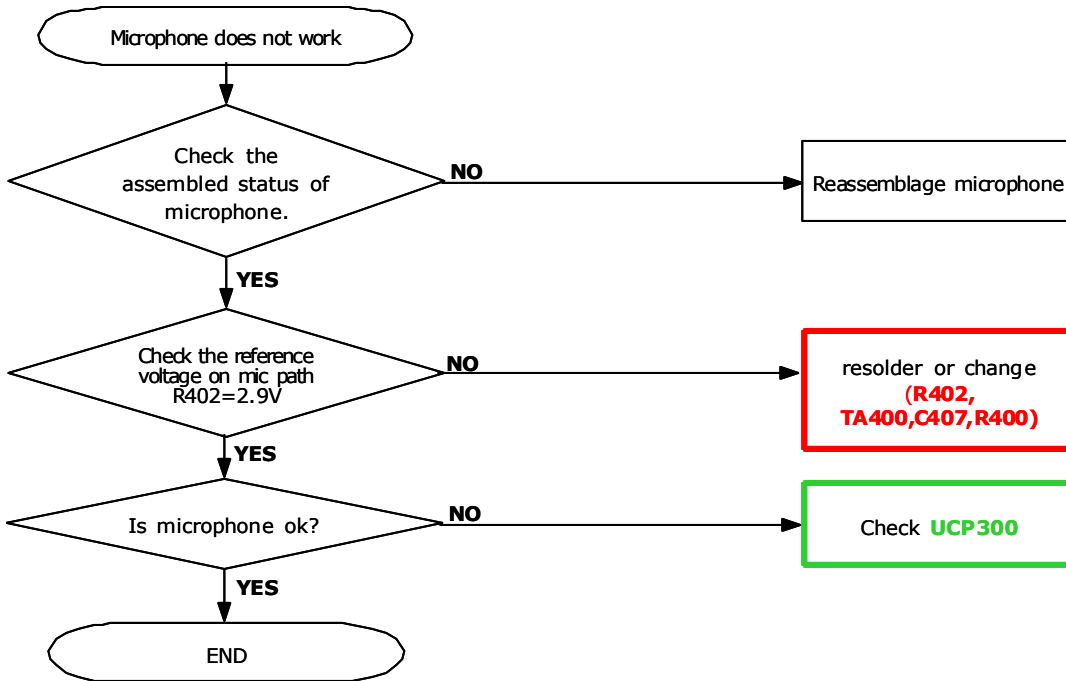 Microphone does not work
Check the
assembled status of
microphone.
NO
Reassemblage microphone
YES
Check the reference
voltage on mic path
R402=2.9V
NO
resolder or change
(R402,
TA400,C407,R400)
YES
Is microphone ok?
NO
Check UCP300
YES
END